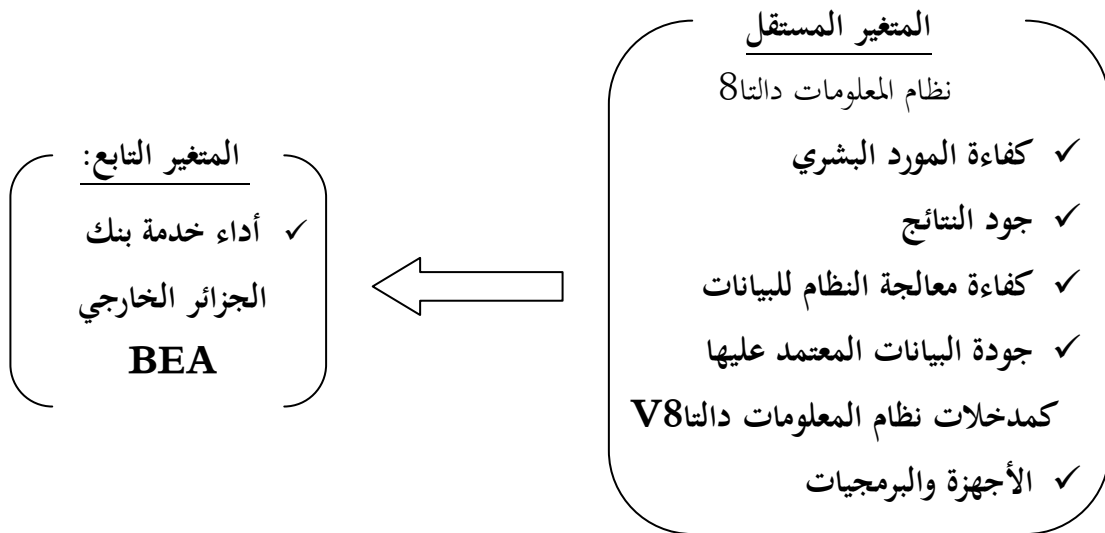 المتغير المستقل
نظام المعلومات دالتا8
✓ كفاءة المورد البشري
✓ جود النتائج
✓ كفاءة معالجة النظام للبيانات
✓ جودة البيانات المعتمد عليها
كمدخلات نظام المعلومات دالتاV8
✓ الأجهزة والبرمجيات
المتغير التابع:
✓ أداء خدمة بنك
الجزائر الخارجي
BEA